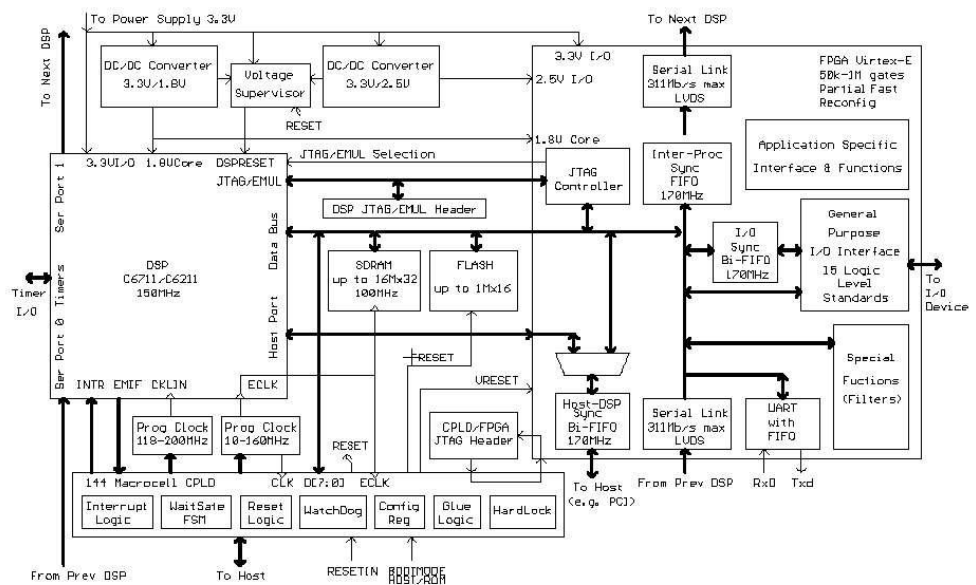 To Power Supply 3.3V
To Next DSP
To Next DSP
DC/DC Converter
3.3V/1.8V
Voltage
Supervisor
DC/DC Converter
3.3V/2.5V
RESET
3.3V I/O
2.5V I/O
1.8V Core
Serial Link
311Mb/s max
LVDS
FPGA Virtex-E
50k-1M gates
Partial Fast
Reconfig
Application Specific
Interface & Functions
3.3VI/O
1.8VCore
DSPRESET
JTAG/EMUL Selection
JTAG/EMUL
JTAG
Controller
Inter-Proc
Sync
FIFO
170MHz
DSP JTAG/EMUL Header
Ser Port 1
Timers
Ser Port 0
Data Bus
Host Port
DSP
C6711/C6211
150MHz
SDRAM
up to 16Mx32
100MHz
FLASH
up to 1Mx16
I/O
Sync
Bi-FIFO
170MHz
General
Purpose
I/O Interface
15 Logic
Level
Standards
Timer
I/O
To
I/O
Device
RESET
VRESET
Special
Fuctions
(Filters)
INTR
EMIF
CKLIN
ECLK
Prog Clock
118-200MHz
Prog Clock
10-160MHz
RESET
CPLD/FPGA
JTAG Header
Host-DSP
Sync
Bi-FIFO
170MHz
Serial Link
311Mb/s max
LVDS
UART
with
FIFO
144 Macrocell CPLD
CLK
D[7:0]
ECLK
To Host
(e.g. PCI)
From Prev DSP
RxD
Txd
Interrupt
Logic
WaitSate
FSM
Reset
Logic
WatchDog
Config
Reg
Glue
Logic
HardLock
From Prev DSP
To Host
RESETIN
BOOTMODE
HOST/ROM